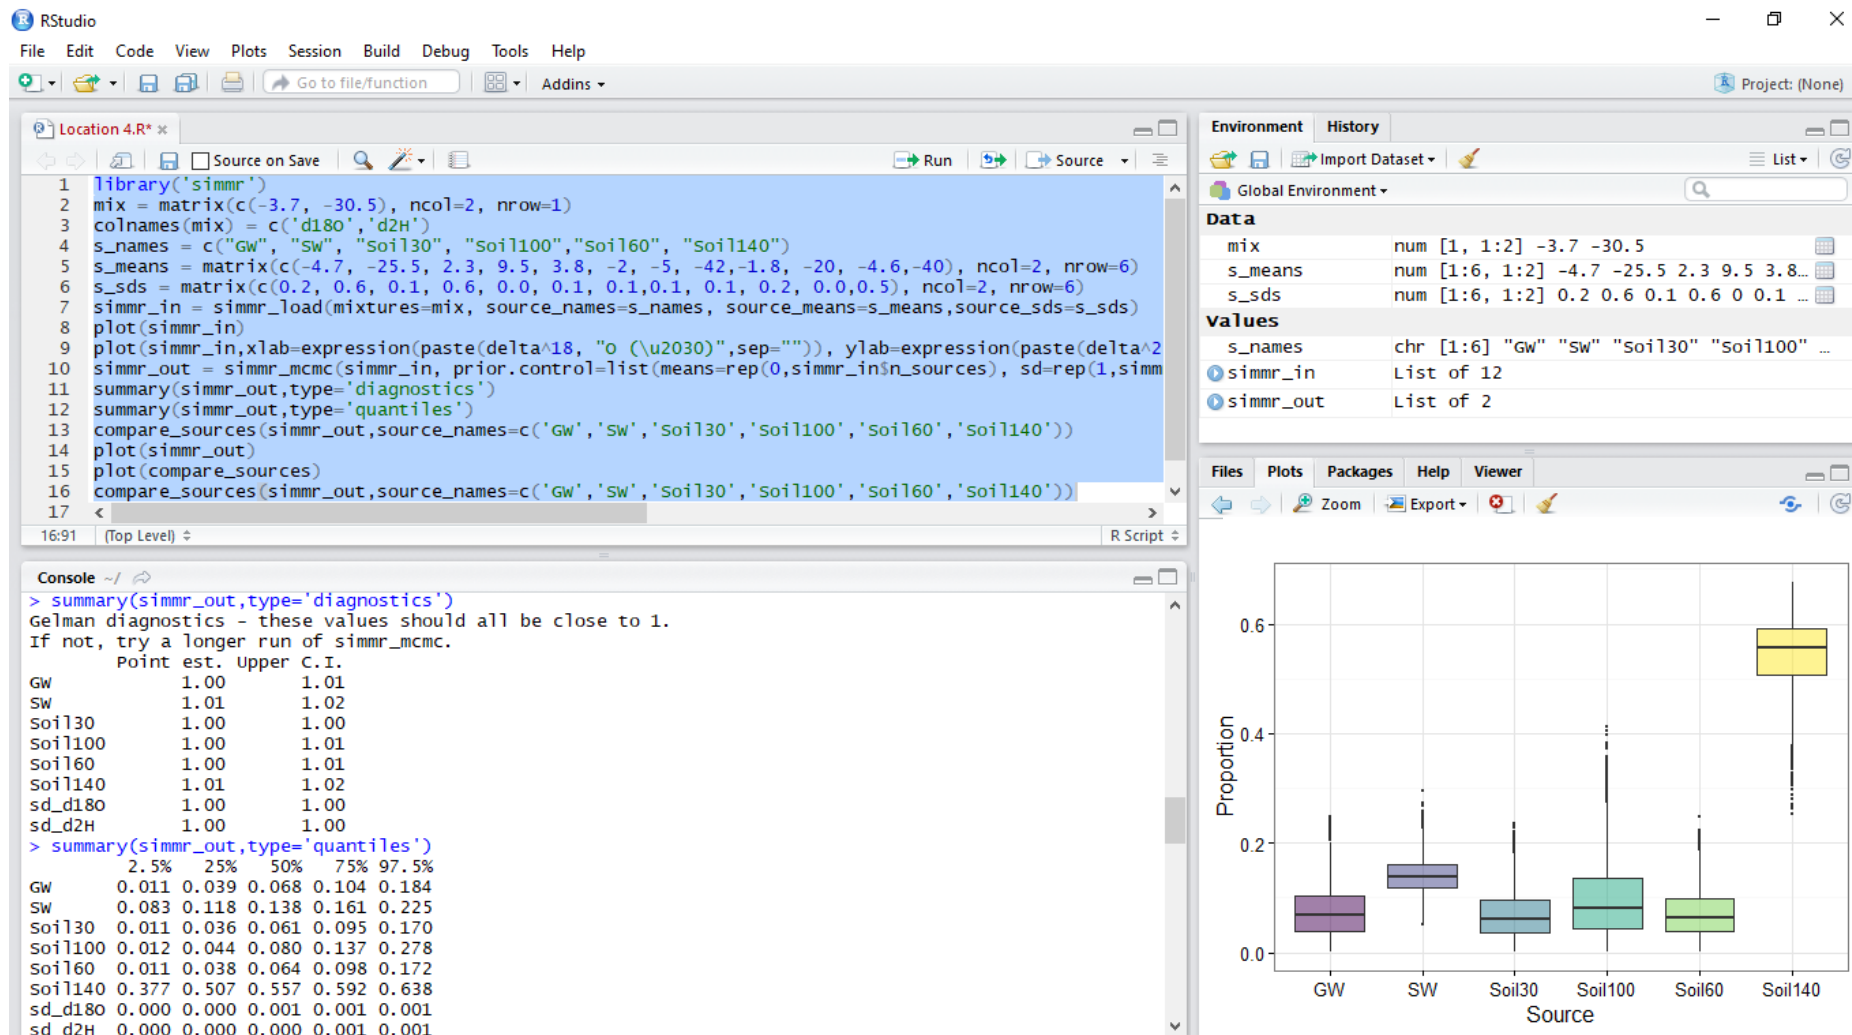 RStudio
File Edit Code View Plots Session Build Debug Tools Help
Go to file/function Addins Project: (None)
Location 4.R*
Source on Save Run Source
1 library('simmr')
2 mix = matrix(c(-3.7, -30.5), ncol=2, nrow=1)
3 colnames(mix) = c('d18O','d2H')
4 s_names = c("GW", "SW", "Soil30", "Soil100","Soil60", "Soil140")
5 s_means = matrix(c(-4.7, -25.5, 2.3, 9.5, 3.8, -2, -5, -42,-1.8, -20, -4.6,-40), ncol=2, nrow=6)
6 s_sds = matrix(c(0.2, 0.6, 0.1, 0.6, 0.0, 0.1, 0.1,0.1, 0.1, 0.2, 0.0,0.5), ncol=2, nrow=6)
7 simmr_in = simmr_load(mixtures=mix, source_names=s_names, source_means=s_means,source_sds=s_sds)
8 plot(simmr_in)
9 plot(simmr_in,xlab=expression(paste(delta^18, "O (\u2030)",sep="")), ylab=expression(paste(delta^2
10 simmr_out = simmr_mcmc(simmr_in, prior.control=list(means=rep(0,simmr_in$n_sources), sd=rep(1,simm
11 summary(simmr_out,type='diagnostics')
12 summary(simmr_out,type='quantiles')
13 compare_sources(simmr_out,source_names=c('GW','SW','Soil30','Soil100','Soil60','Soil140'))
14 plot(simmr_out)
15 plot(compare_sources)
16 compare_sources(simmr_out,source_names=c('GW','SW','Soil30','Soil100','Soil60','Soil140'))
17
16:91 (Top Level) R Script
Console ~/
> summary(simmr_out,type='diagnostics')
Gelman diagnostics - these values should all be close to 1.
If not, try a longer run of simmr_mcmc.
Point est. Upper C.I.
GW 1.00 1.01
SW 1.01 1.02
Soil30 1.00 1.00
Soil100 1.00 1.01
Soil60 1.00 1.01
Soil140 1.01 1.02
sd_d18O 1.00 1.00
sd_d2H 1.00 1.00
> summary(simmr_out,type='quantiles')
2.5% 25% 50% 75% 97.5%
GW 0.011 0.039 0.068 0.104 0.184
SW 0.083 0.118 0.138 0.161 0.225
Soil30 0.011 0.036 0.061 0.095 0.170
Soil100 0.012 0.044 0.080 0.137 0.278
Soil60 0.011 0.038 0.064 0.098 0.172
Soil140 0.377 0.507 0.557 0.592 0.638
sd_d18O 0.000 0.000 0.001 0.001 0.001
sd_d2H 0.000 0.000 0.000 0.001 0.001
Environment History
Import Dataset List
Global Environment
Data
mix num [1, 1:2] -3.7 -30.5
s_means num [1:6, 1:2] -4.7 -25.5 2.3 9.5 3.8…
s_sds num [1:6, 1:2] 0.2 0.6 0.1 0.6 0 0.1 …
Values
s_names chr [1:6] "GW" "SW" "Soil30" "Soil100" …
simmr_in List of 12
simmr_out List of 2
Files Plots Packages Help Viewer
Zoom Export
0.6
0.4
0.2
0.0
Proportion
GW SW Soil30 Soil100 Soil60 Soil140
Source